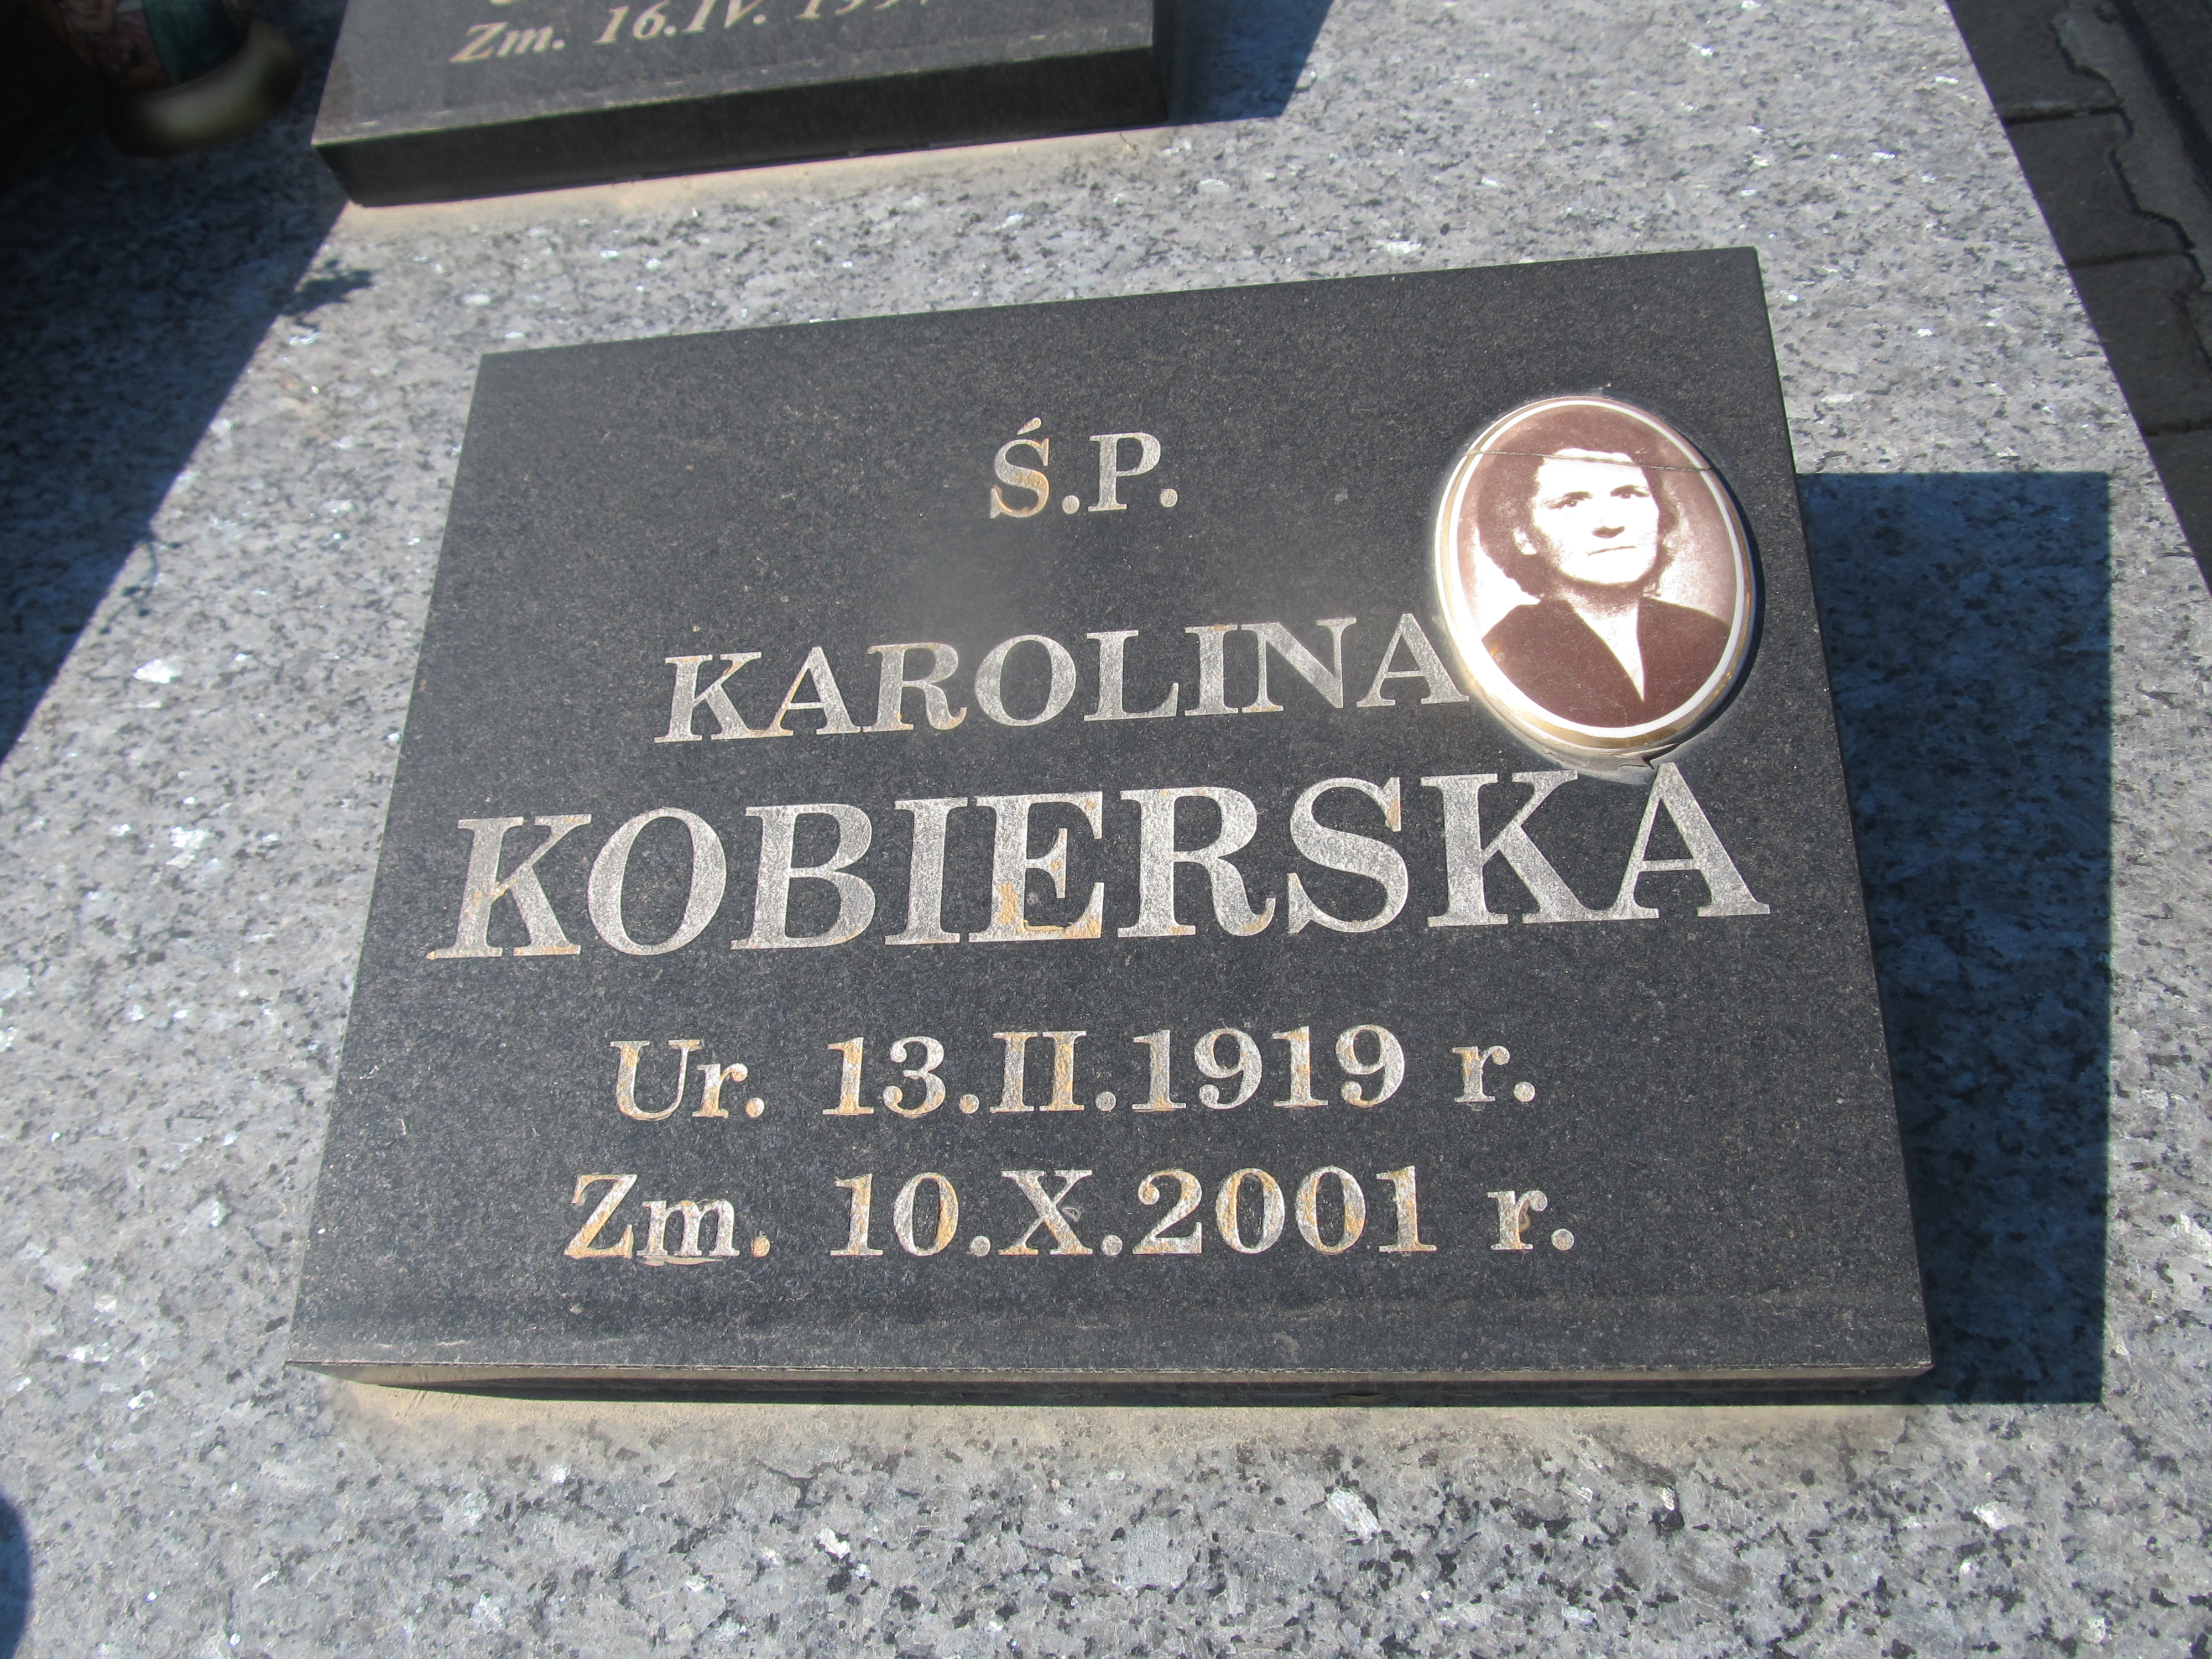 Zm. 16.IV.
Ś.P.
KAROLINA
KOBIERSKA
Ur. 13.II.1919 r.
Zm. 10.X.2001 r.